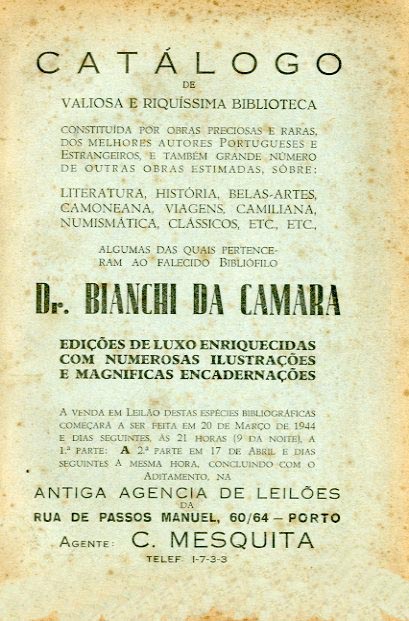 CATÁLOGO
DE
VALIOSA E RIQUÍSSIMA BIBLIOTECA
CONSTITUÍDA POR OBRAS PRECIOSAS E RARAS,
DOS MELHORES AUTORES PORTUGUESES E
ESTRANGEIROS, E TAMBÉM GRANDE NÚMERO
DE OUTRAS OBRAS ESTIMADAS, SÔBRE:
LITERATURA, HISTÓRIA, BELAS-ARTES,
CAMONEANA, VIAGENS, CAMILIANA,
NUMISMÁTICA, CLÁSSICOS, ETC., ETC.,
ALGUMAS DAS QUAIS PERTENCE-
RAM AO FALECIDO BIBLIÓFILO
Dr. BIANCHI DA CAMARA
EDIÇÕES DE LUXO ENRIQUECIDAS
COM NUMEROSAS ILUSTRAÇÕES
E MAGNIFICAS ENCADERNAÇÕES
A VENDA EM LEILÃO DESTAS ESPÉCIES BIBLIOGRÁFICAS
COMEÇARÁ A SER FEITA EM 20 DE MARÇO DE 1944
E DIAS SEGUINTES, ÀS 21 HORAS (9 DA NOITE), A
1.ª PARTE: A 2.ª PARTE EM 17 DE ABRIL E DIAS
SEGUINTES À MESMA HORA, CONCLUINDO COM O
ADITAMENTO, NA
ANTIGA AGENCIA DE LEILÕES
DA
RUA DE PASSOS MANUEL, 60/64 — PORTO
AGENTE: C. MESQUITA
TELEF. 1-7-3-3